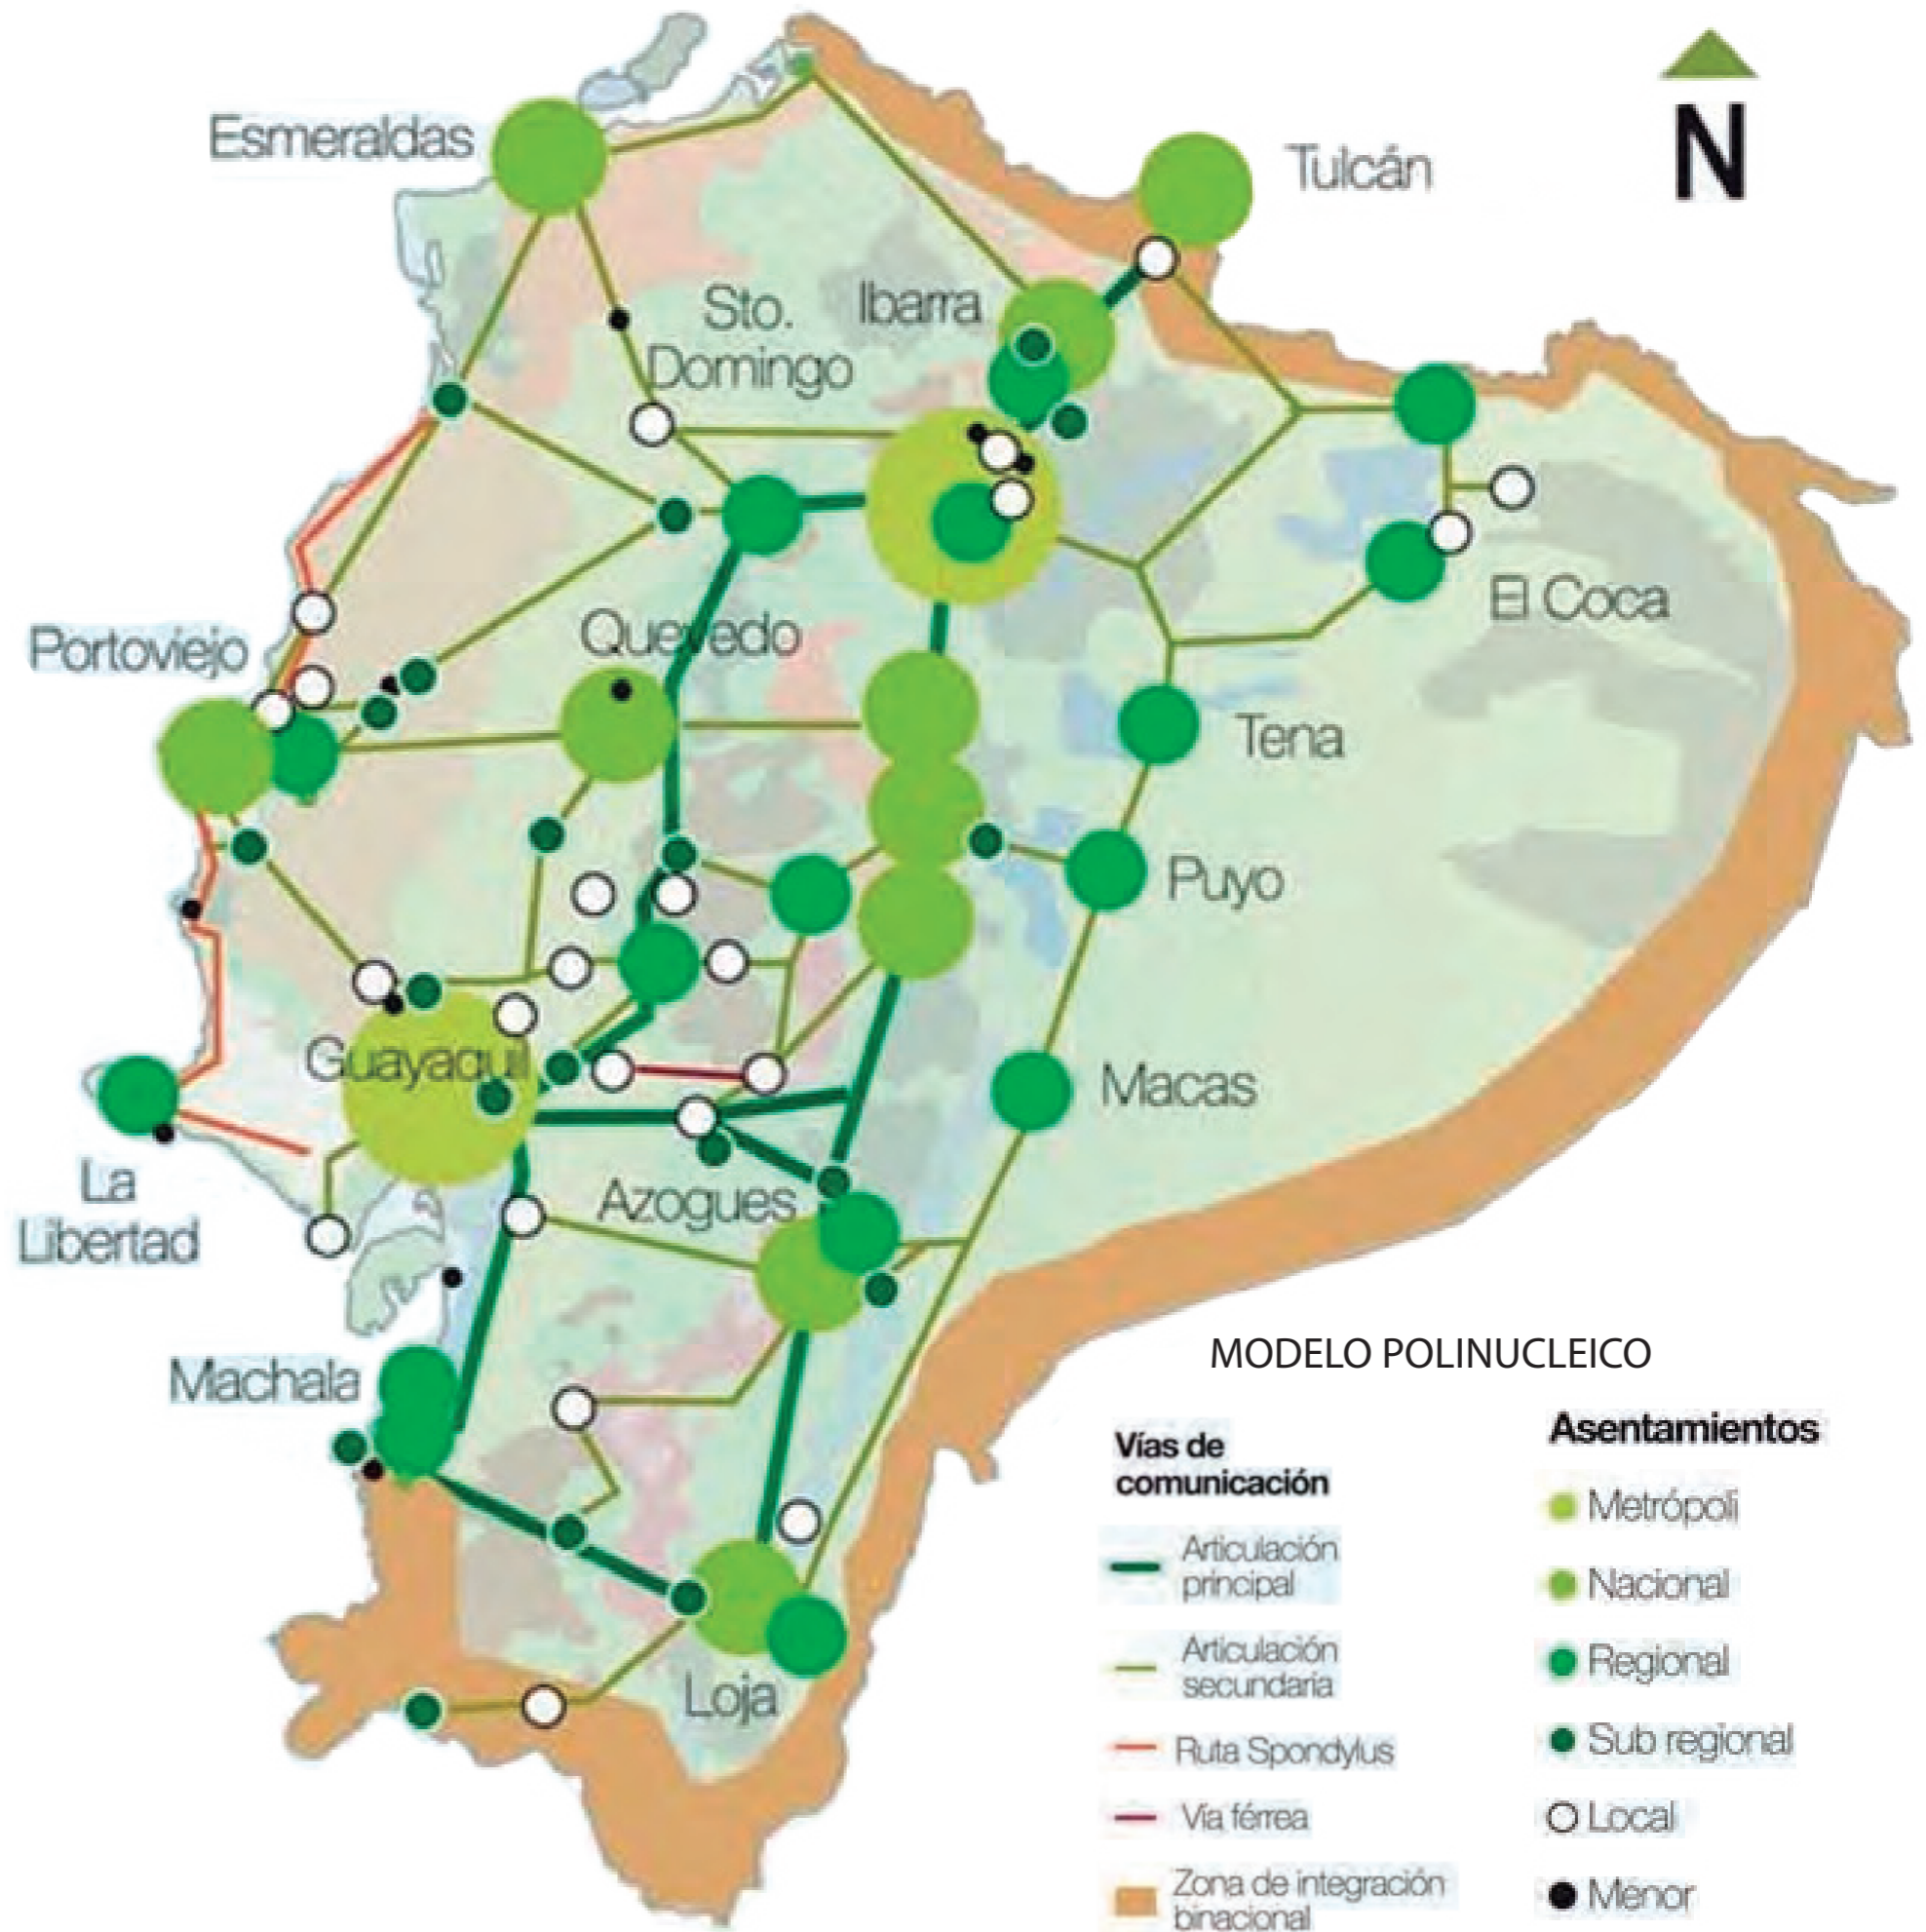 Esmeraldas
Tulcán
N
Sto.
Domingo
Ibarra
Portoviejo
Quevedo
El Coca
Tena
Puyo
Guayaquil
Macas
La
Libertad
Azogues
Machala
Loja
MODELO POLINUCLEICO
Vías de
comunicación
Articulación
principal
Articulación
secundaria
Ruta Spondylus
Vía férrea
Zona de integración
binacional
Asentamientos
Metrópoli
Nacional
Regional
Sub regional
Local
Menor